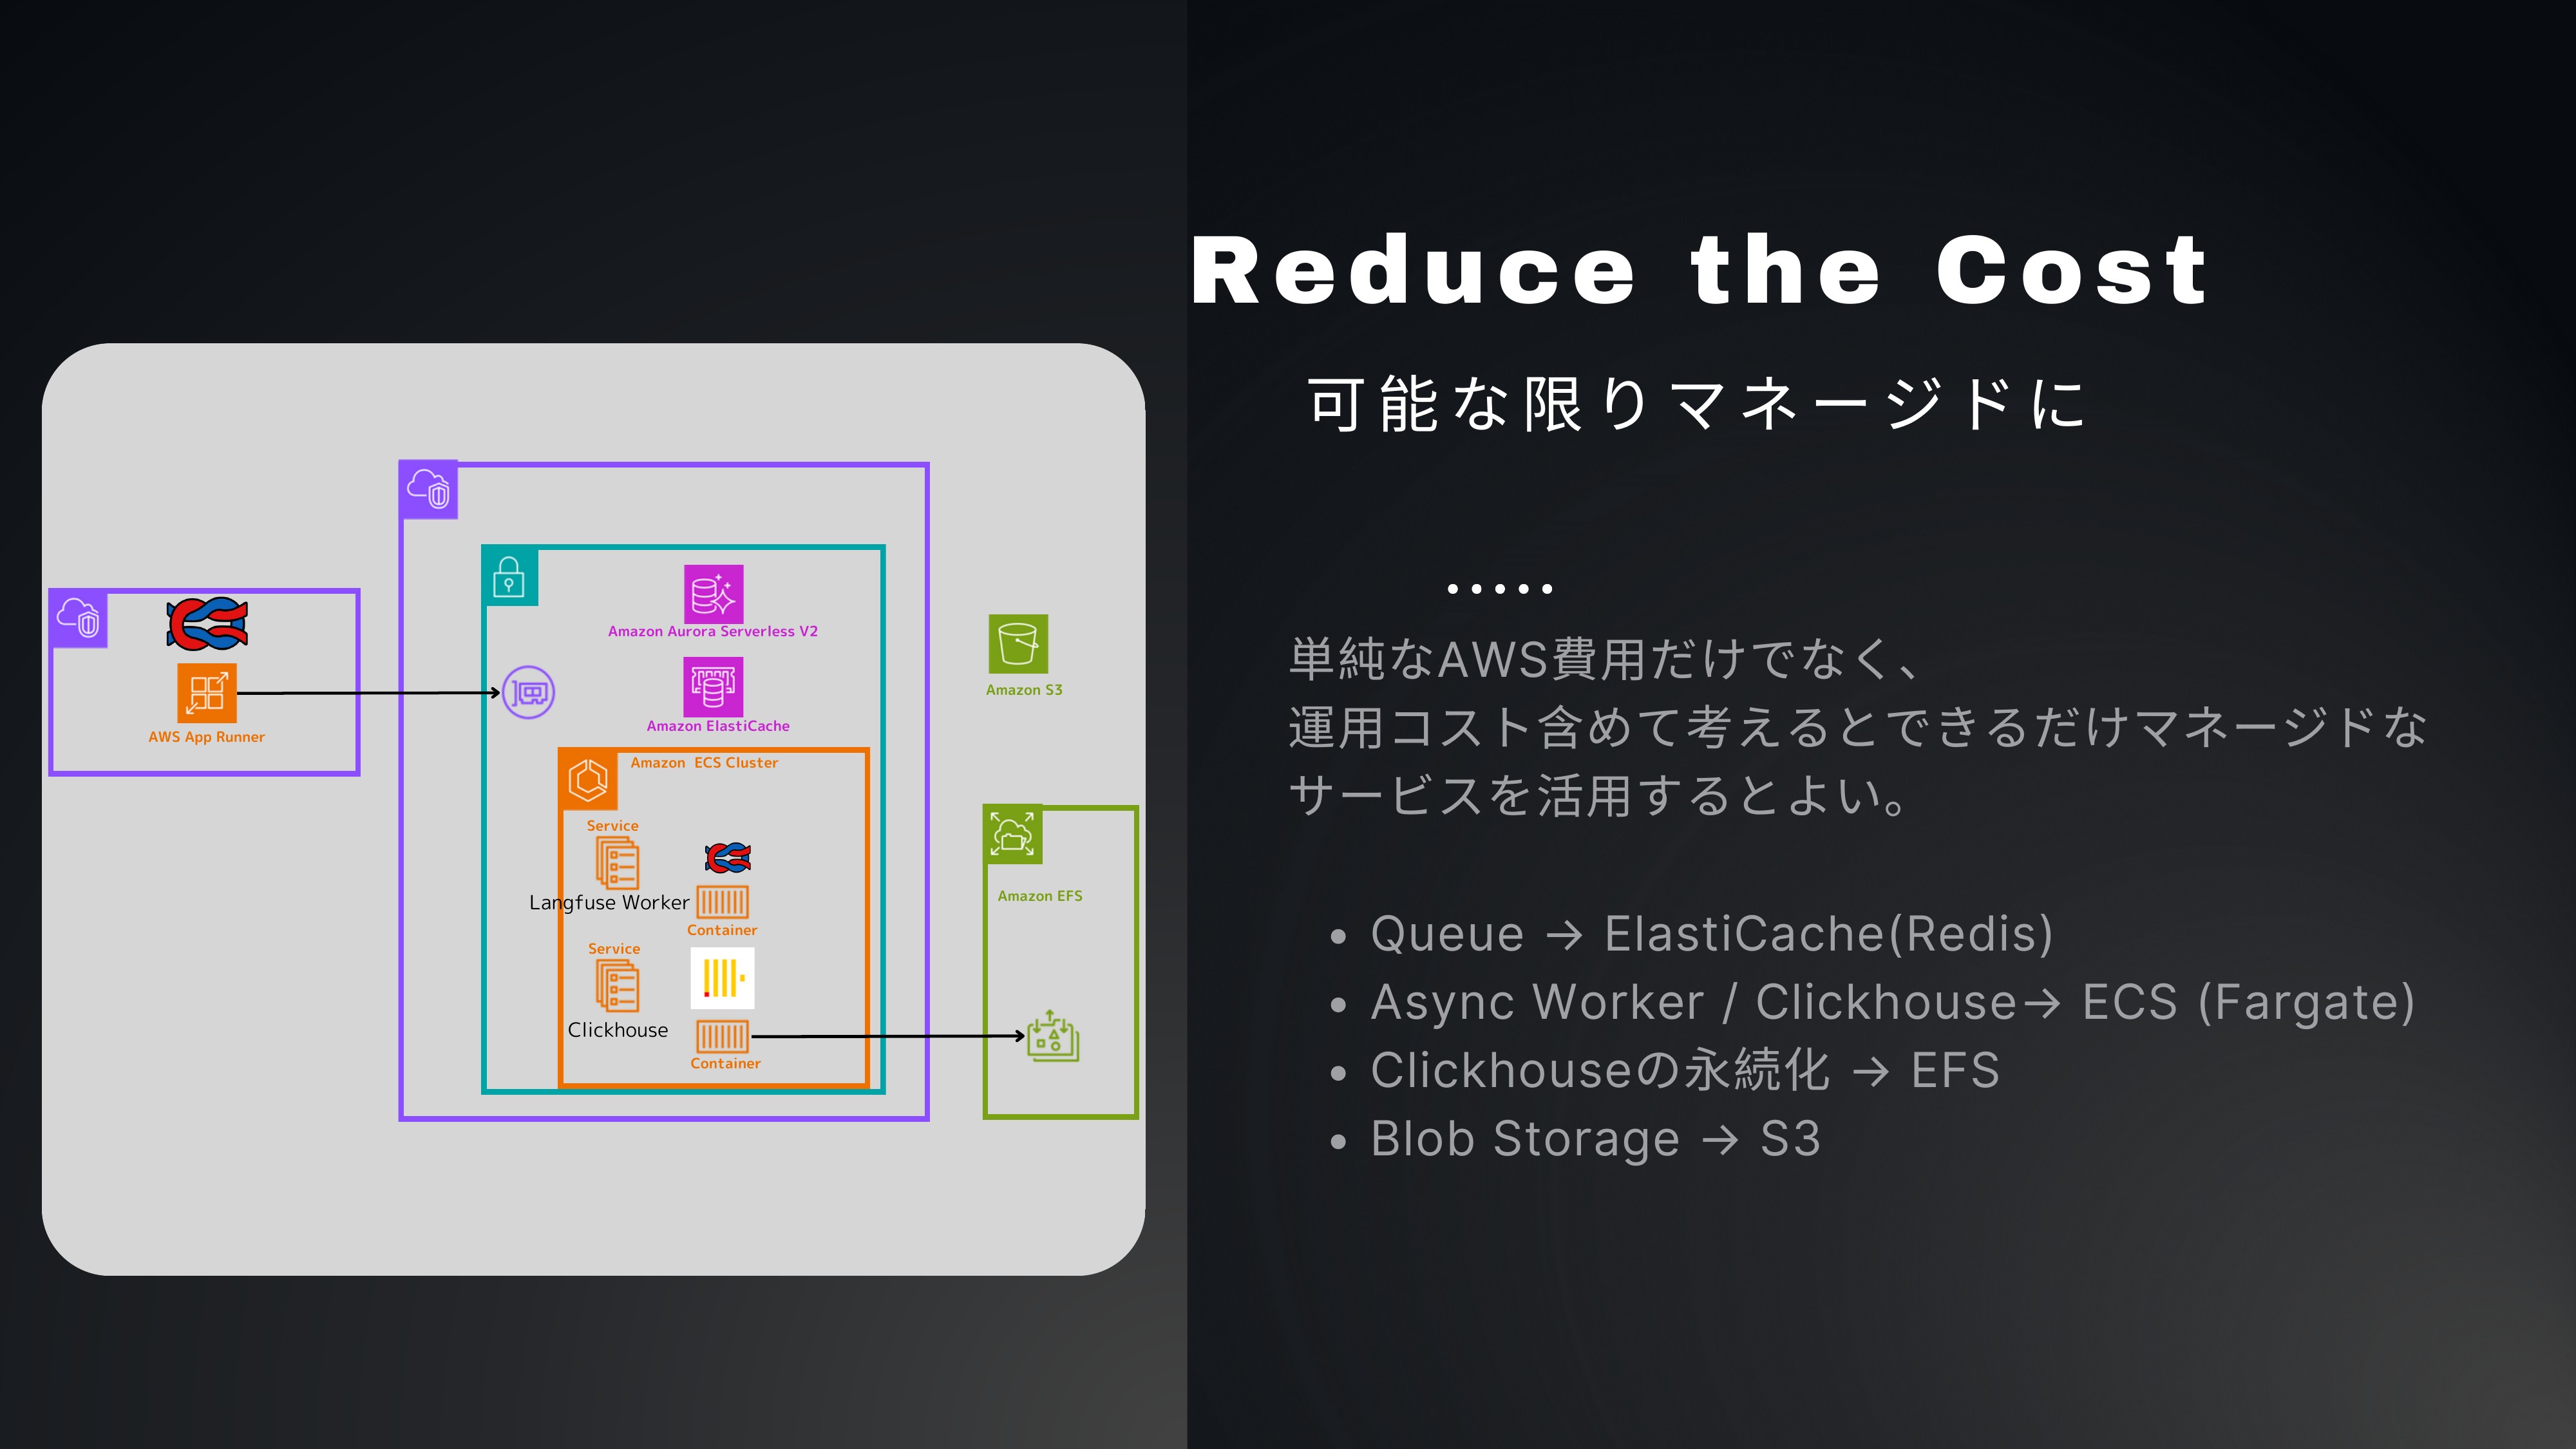 Reduce the Cost
可能な限りマネージドに
.....
単純なAWS費用だけでなく、
運用コスト含めて考えるとできるだけマネージドな
サービスを活用するとよい。
• Queue → ElastiCache(Redis)
• Async Worker / Clickhouse→ ECS (Fargate)
• Clickhouseの永続化 → EFS
• Blob Storage → S3
AWS App Runner
Amazon Aurora Serverless V2
Amazon ElastiCache
Amazon ECS Cluster
Service
Langfuse Worker
Container
Service
Clickhouse
Container
Amazon S3
Amazon EFS